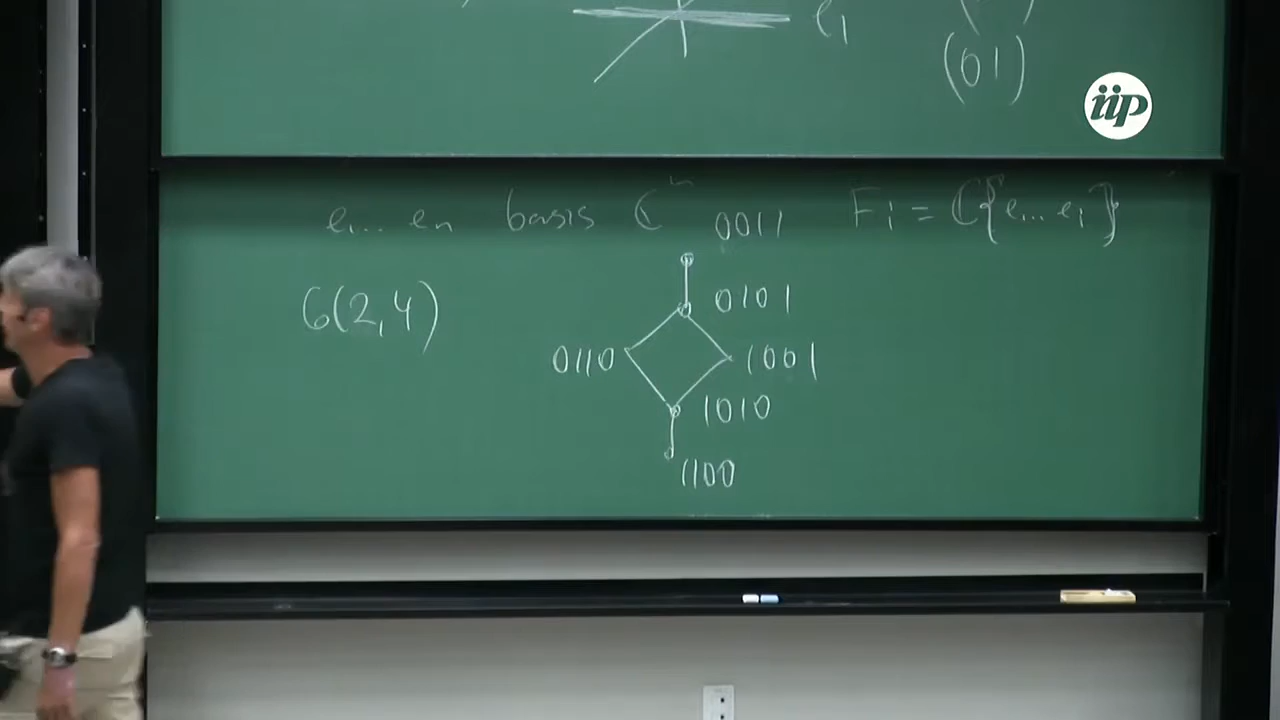 e₁
(01)
iip
e₁... en basis ℂⁿ Fᵢ = ℂ{e₁... eᵢ}
0011
G(2,4)
0101
0110 1001
1010
1100